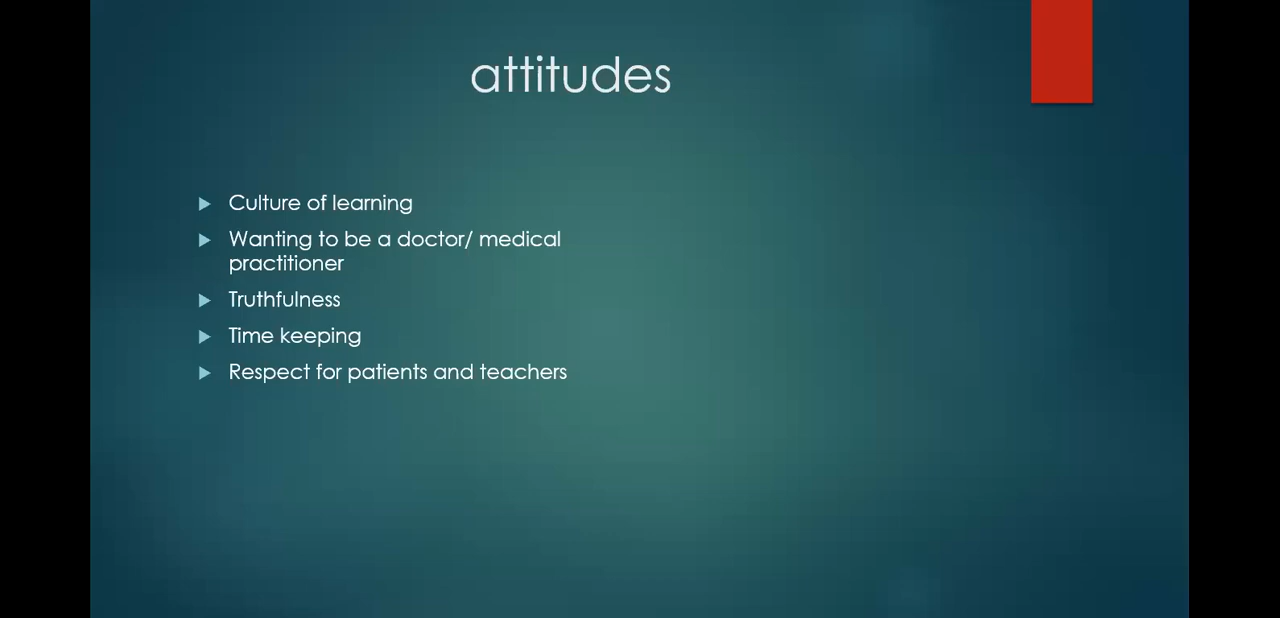 attitudes
Culture of learning
Wanting to be a doctor/ medical
practitioner
Truthfulness
Time keeping
Respect for patients and teachers